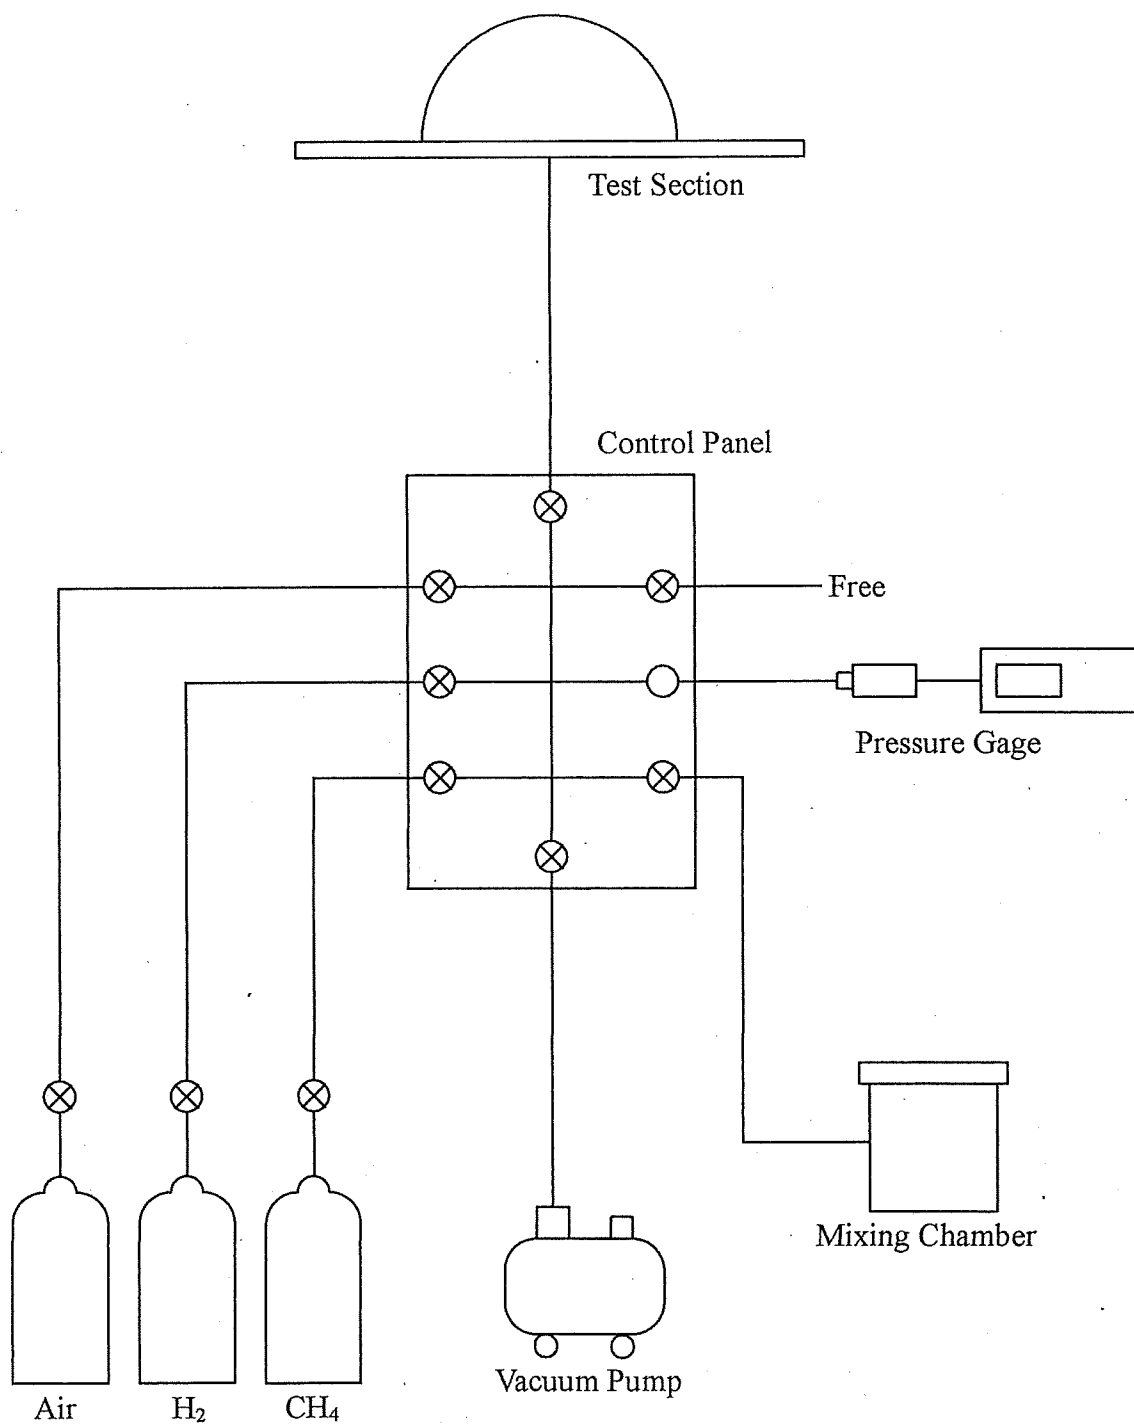 Test Section
Control Panel
Free
Pressure Gage
Mixing Chamber
Vacuum Pump
Air
H₂
CH₄